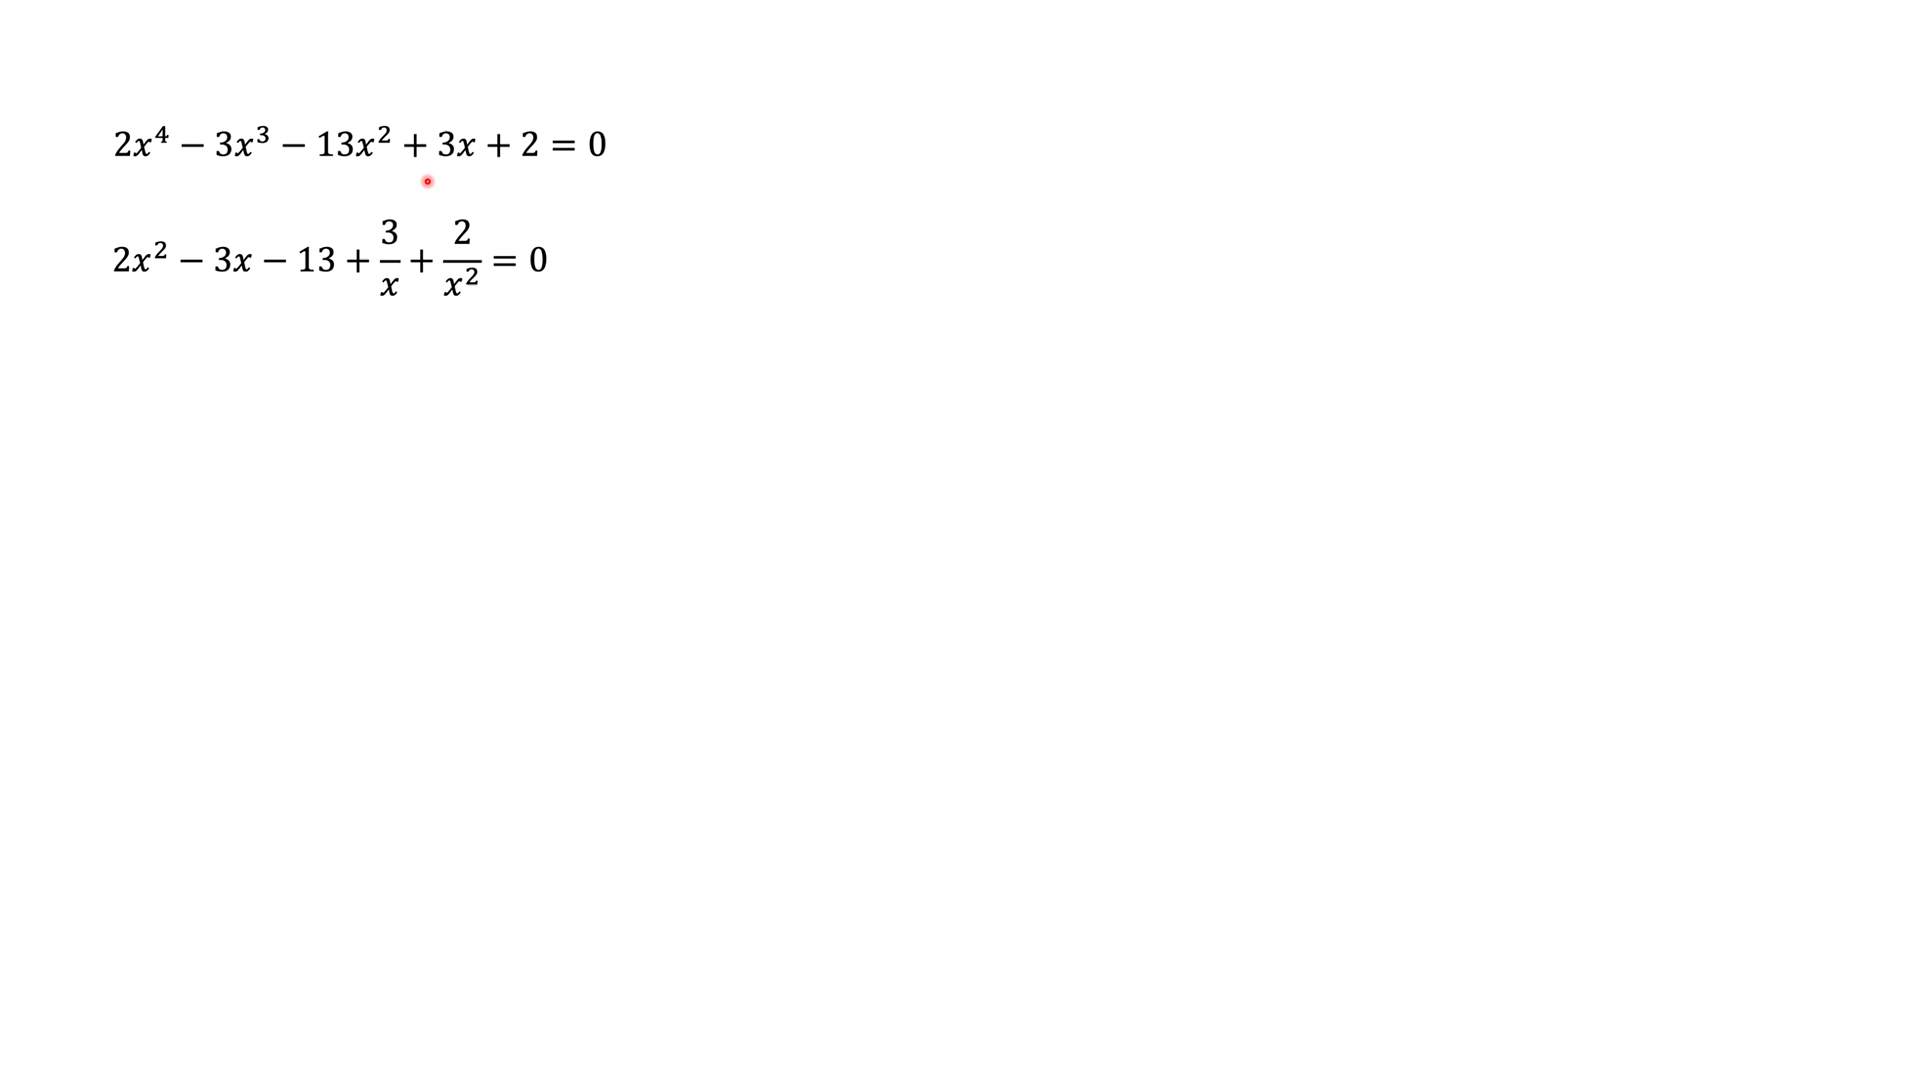 2x⁴ − 3x³ − 13x² + 3x + 2 = 0
2x² − 3x − 13 + 3/x + 2/x² = 0